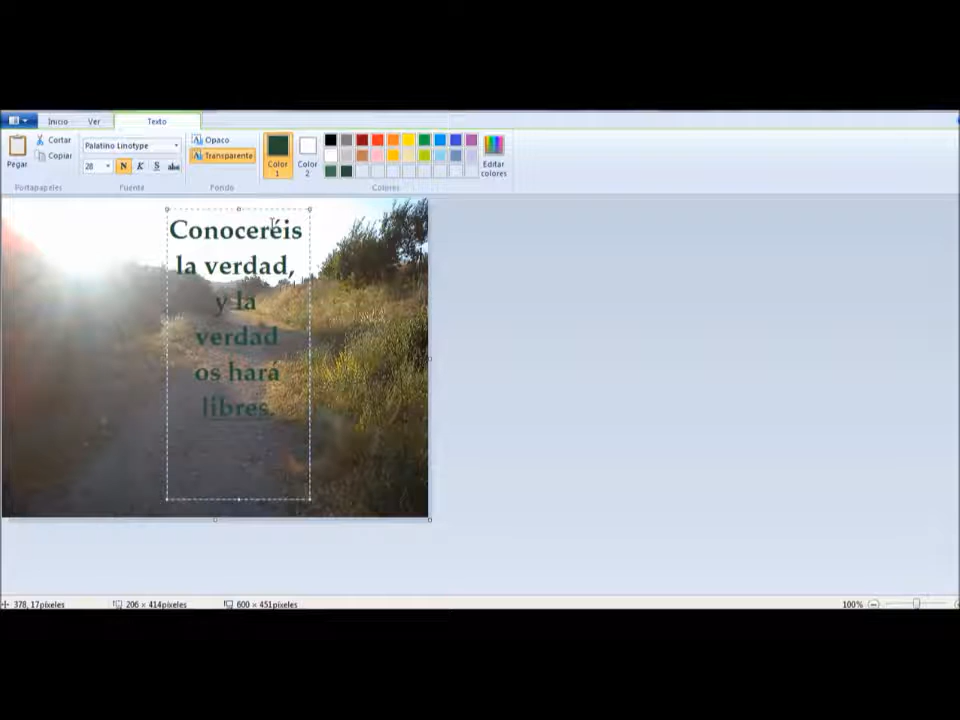 Inicio Ver Texto
Pegar
Cortar
Copiar
Portapapeles
Palatino Linotype
28 N K S abc
Fuente
Opaco
Transparente
Fondo
Color 1
Color 2
Editar colores
Colores
Conoceréis
la verdad,
y la
verdad
os hará
libres.
378, 17píxeles 206 × 414píxeles 600 × 451píxeles 100%